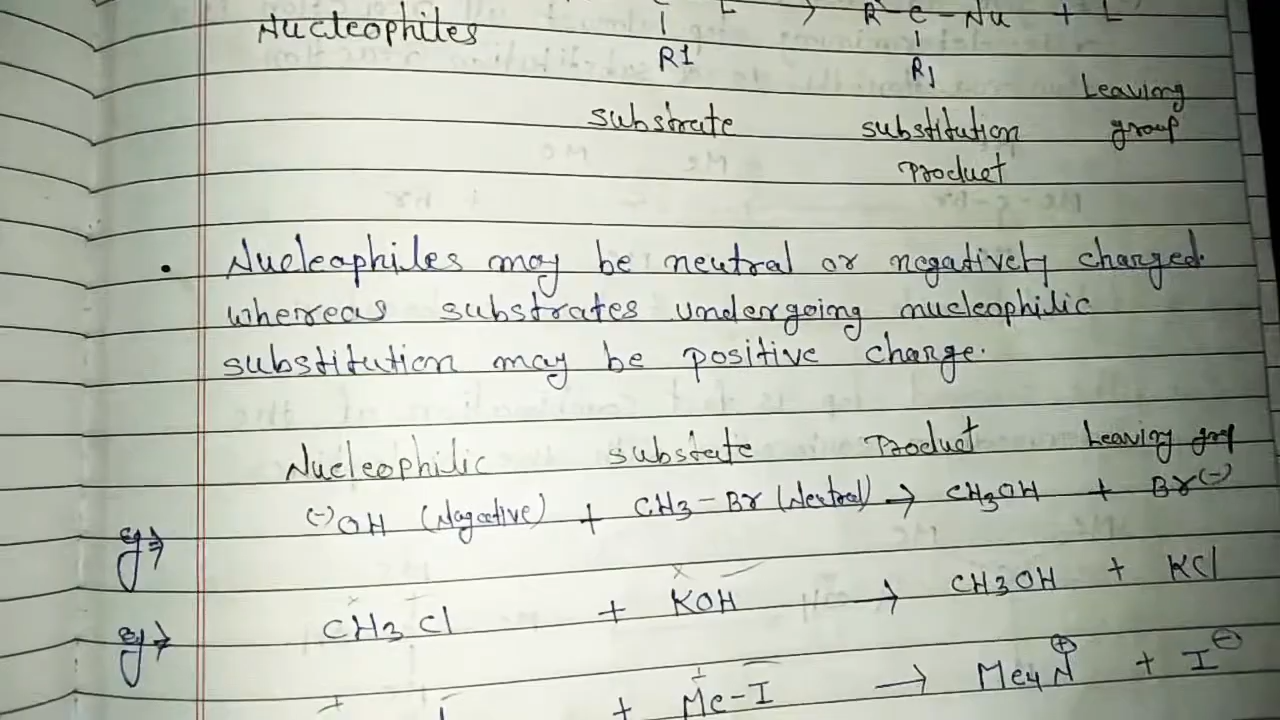 L → R C - Nu + L
Nucleophiles
R1 R1
Leaving
substrate substitution group
Product
• Nucleophiles may be neutral or negatively charged.
whereas substrates undergoing nucleophilic
substitution may be positive charge.
Nucleophilic substate Product Leaving grp
eg⇒ (-)OH (Nagative) + CH3-Br (Neutral) → CH3OH + Br(-)
eg⇒ CH3Cl + KOH → CH3OH + KCl
+ Me-I → Me4N⊕ + I⊖